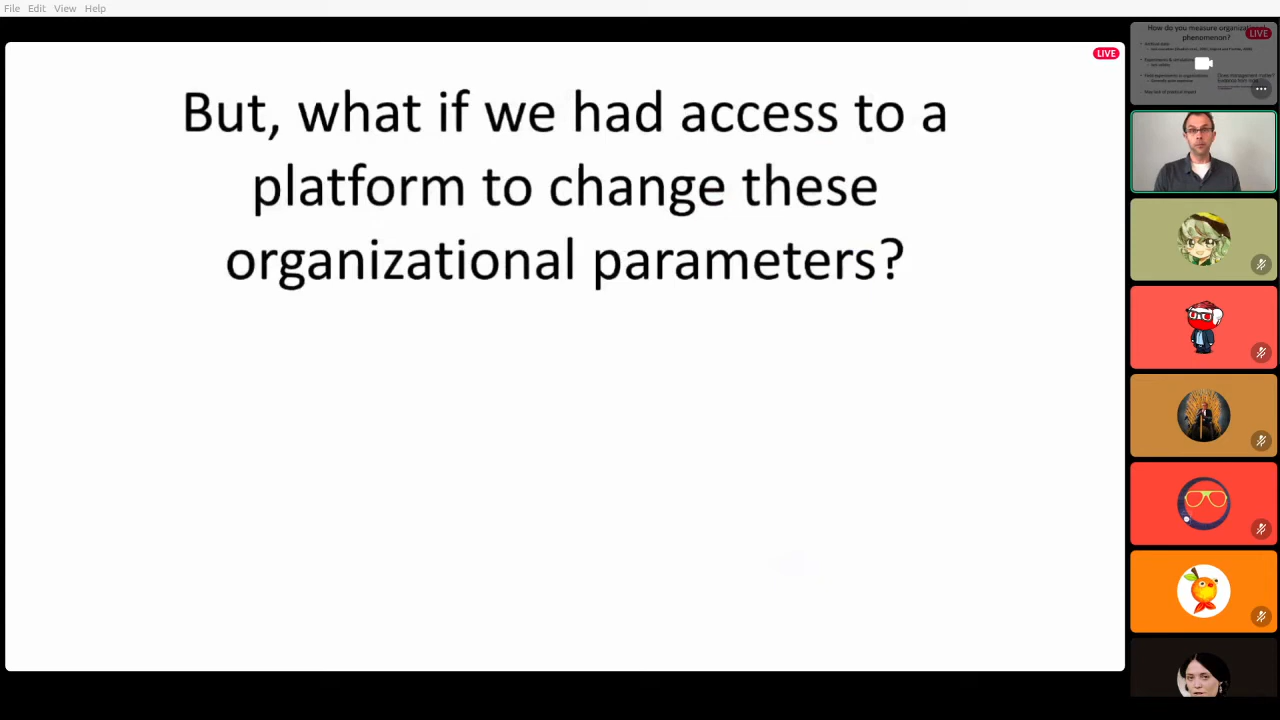 File Edit View Help
LIVE
But, what if we had access to a
platform to change these
organizational parameters?
How do you measure organizational
phenomenon?
LIVE